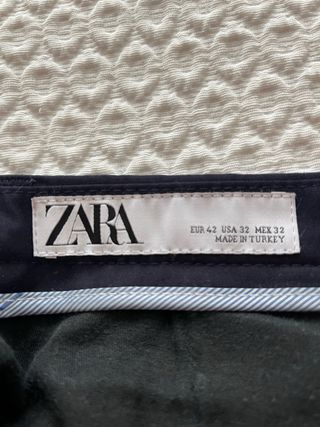 ZARA
EUR 42 USA 32 MEX 32
MADE IN TURKEY